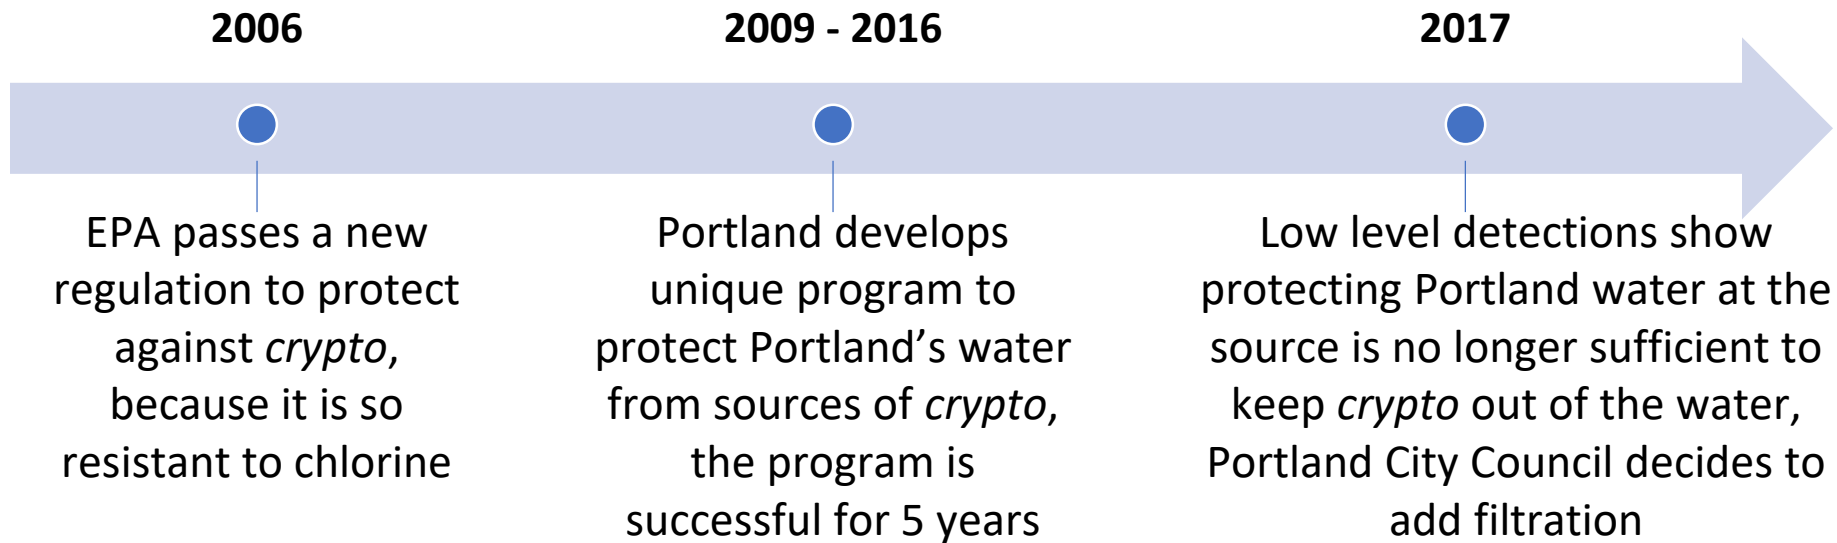 2006
EPA passes a new
regulation to protect
against crypto,
because it is so
resistant to chlorine
2009 - 2016
Portland develops
unique program to
protect Portland’s water
from sources of crypto,
the program is
successful for 5 years
2017
Low level detections show
protecting Portland water at the
source is no longer sufficient to
keep crypto out of the water,
Portland City Council decides to
add filtration